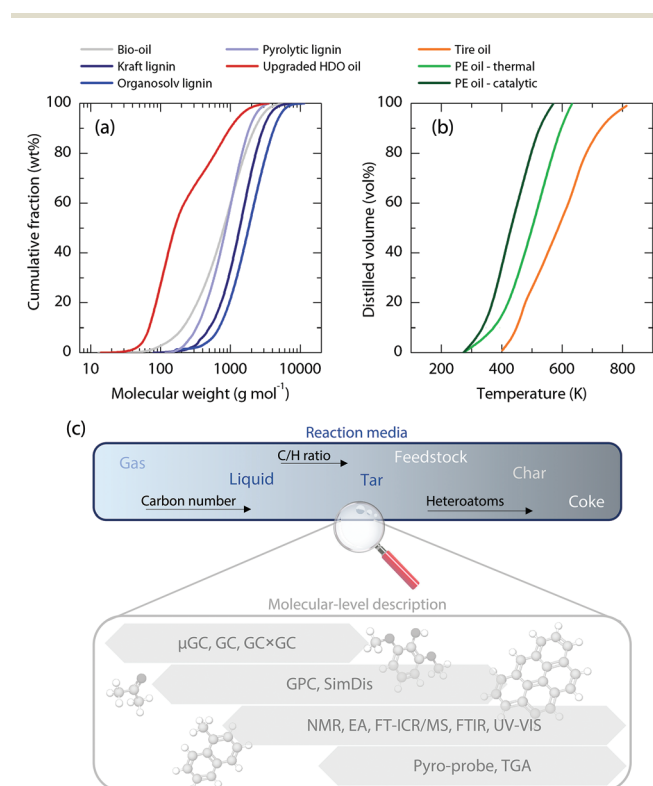 Bio-oil
Kraft lignin
Organosolv lignin
Pyrolytic lignin
Upgraded HDO oil
Tire oil
PE oil - thermal
PE oil - catalytic
(a)
100
80
60
40
20
0
Cumulative fraction (wt%)
10 100 1000 10000
Molecular weight (g mol⁻¹)
(b)
100
80
60
40
20
0
Distilled volume (vol%)
200 400 600 800
Temperature (K)
(c)
Reaction media
Gas
C/H ratio
Feedstock
Liquid
Tar
Char
Carbon number
Heteroatoms
Coke
Molecular-level description
μGC, GC, GC×GC
GPC, SimDis
NMR, EA, FT-ICR/MS, FTIR, UV-VIS
Pyro-probe, TGA